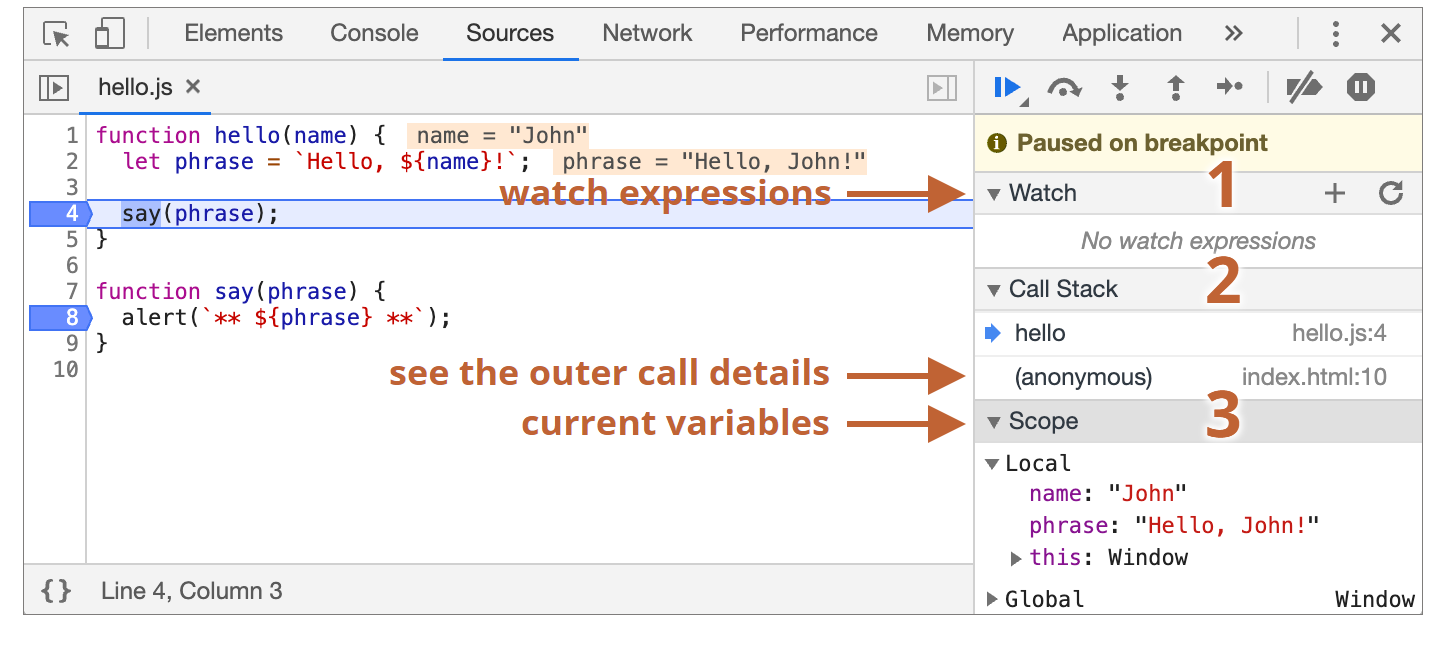 Elements Console Sources Network Performance Memory Application »
hello.js ×
1 function hello(name) { name = "John"
2 let phrase = `Hello, ${name}!`; phrase = "Hello, John!"
3
4 say(phrase);
5 }
6
7 function say(phrase) {
8 alert(`** ${phrase} **`);
9 }
10
watch expressions
see the outer call details
current variables
{} Line 4, Column 3
Paused on breakpoint
1
Watch
No watch expressions
2
Call Stack
hello hello.js:4
(anonymous) index.html:10
3
Scope
Local
name: "John"
phrase: "Hello, John!"
this: Window
Global Window